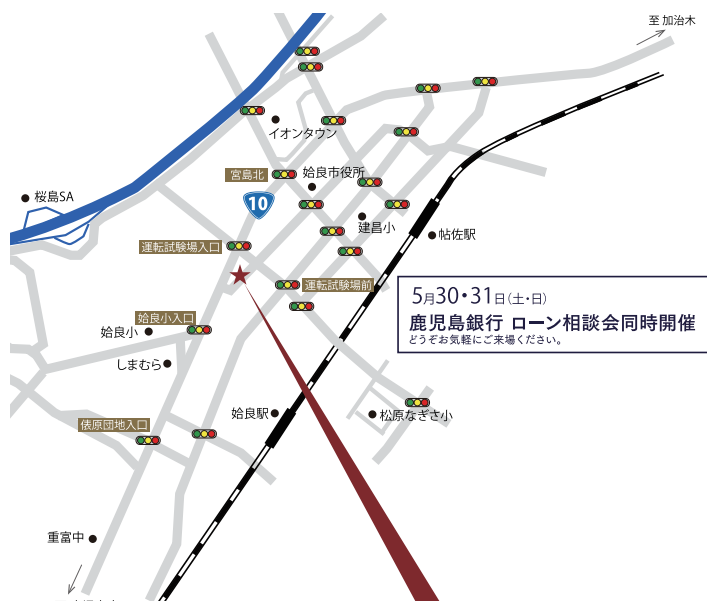 至 加治木
イオンタウン
宮島北
姶良市役所
桜島SA
10
建昌小
帖佐駅
運転試験場入口
運転試験場前
5月30・31日（土・日）
鹿児島銀行 ローン相談会同時開催
どうぞお気軽にご来場ください。
姶良小入口
姶良小
しまむら
姶良駅
松原なぎさ小
俵原団地入口
重富中